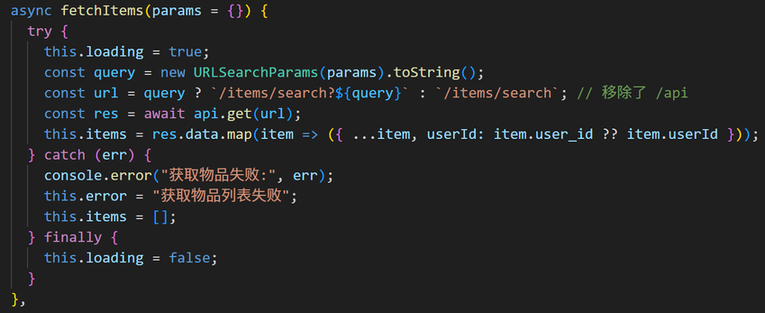 async fetchItems(params = {}) {
try {
this.loading = true;
const query = new URLSearchParams(params).toString();
const url = query ? `/items/search?${query}` : `/items/search`; // 移除了 /api
const res = await api.get(url);
this.items = res.data.map(item => ({ ...item, userId: item.user_id ?? item.userId }));
} catch (err) {
console.error("获取物品失败:", err);
this.error = "获取物品列表失败";
this.items = [];
} finally {
this.loading = false;
}
},